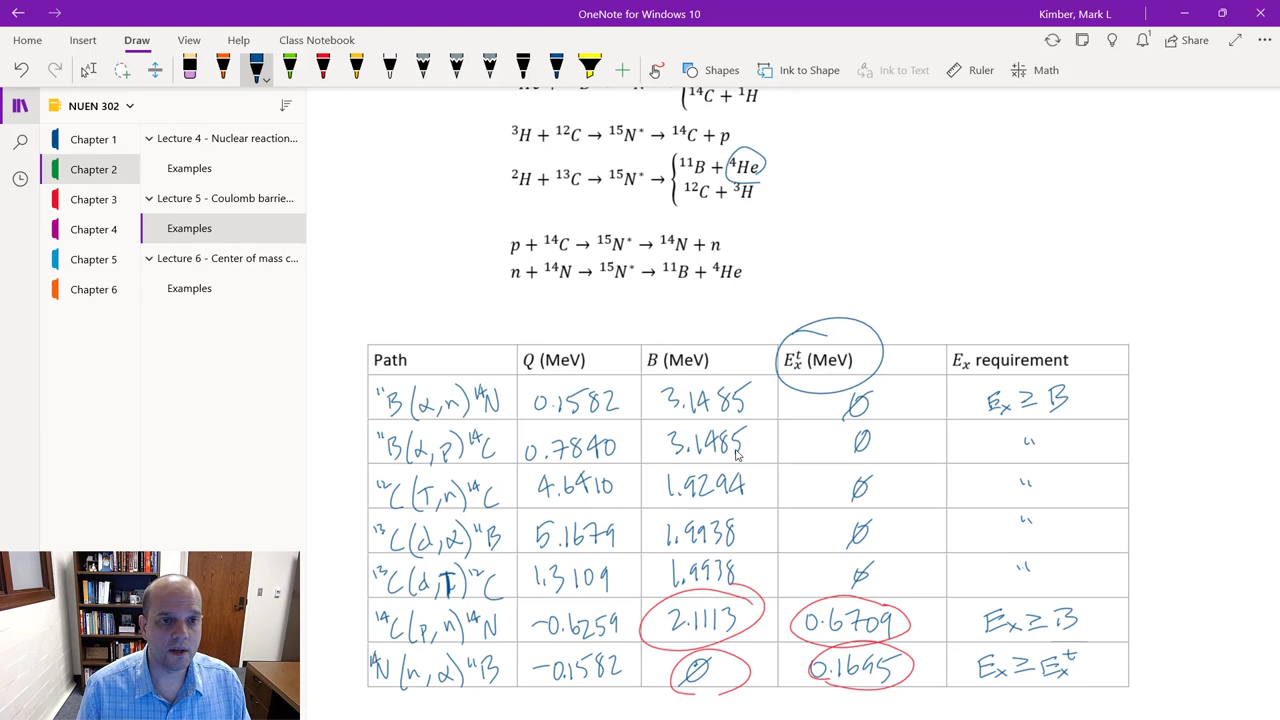 OneNote for Windows 10
Kimber, Mark L
Home Insert Draw View Help Class Notebook
Share
Shapes Ink to Shape Ink to Text Ruler Math
NUEN 302
Chapter 1
Chapter 2
Chapter 3
Chapter 4
Chapter 5
Chapter 6
Lecture 4 - Nuclear reaction...
Examples
Lecture 5 - Coulomb barrie...
Examples
Lecture 6 - Center of mass c...
Examples
¹⁴C + ¹H
³H + ¹²C → ¹⁵N* → ¹⁴C + p
²H + ¹³C → ¹⁵N* → { ¹¹B + ⁴He
¹²C + ³H
p + ¹⁴C → ¹⁵N* → ¹⁴N + n
n + ¹⁴N → ¹⁵N* → ¹¹B + ⁴He
Path Q (MeV) B (MeV) Eₓᵗ (MeV) Eₓ requirement
¹¹B(α,n)¹⁴N 0.1582 3.1485 ∅ Eₓ ≥ B
¹¹B(α,p)¹⁴C 0.7840 3.1485 ∅ "
¹²C(T,n)¹⁴C 4.6410 1.9294 ∅ "
¹³C(d,α)¹¹B 5.1679 1.9938 ∅ "
¹³C(d,T)¹²C 1.3109 1.9938 ∅ "
¹⁴C(p,n)¹⁴N -0.6259 2.1113 0.6709 Eₓ ≥ B
¹⁴N(n,α)¹¹B -0.1582 ∅ 0.1695 Eₓ ≥ Eₓᵗ